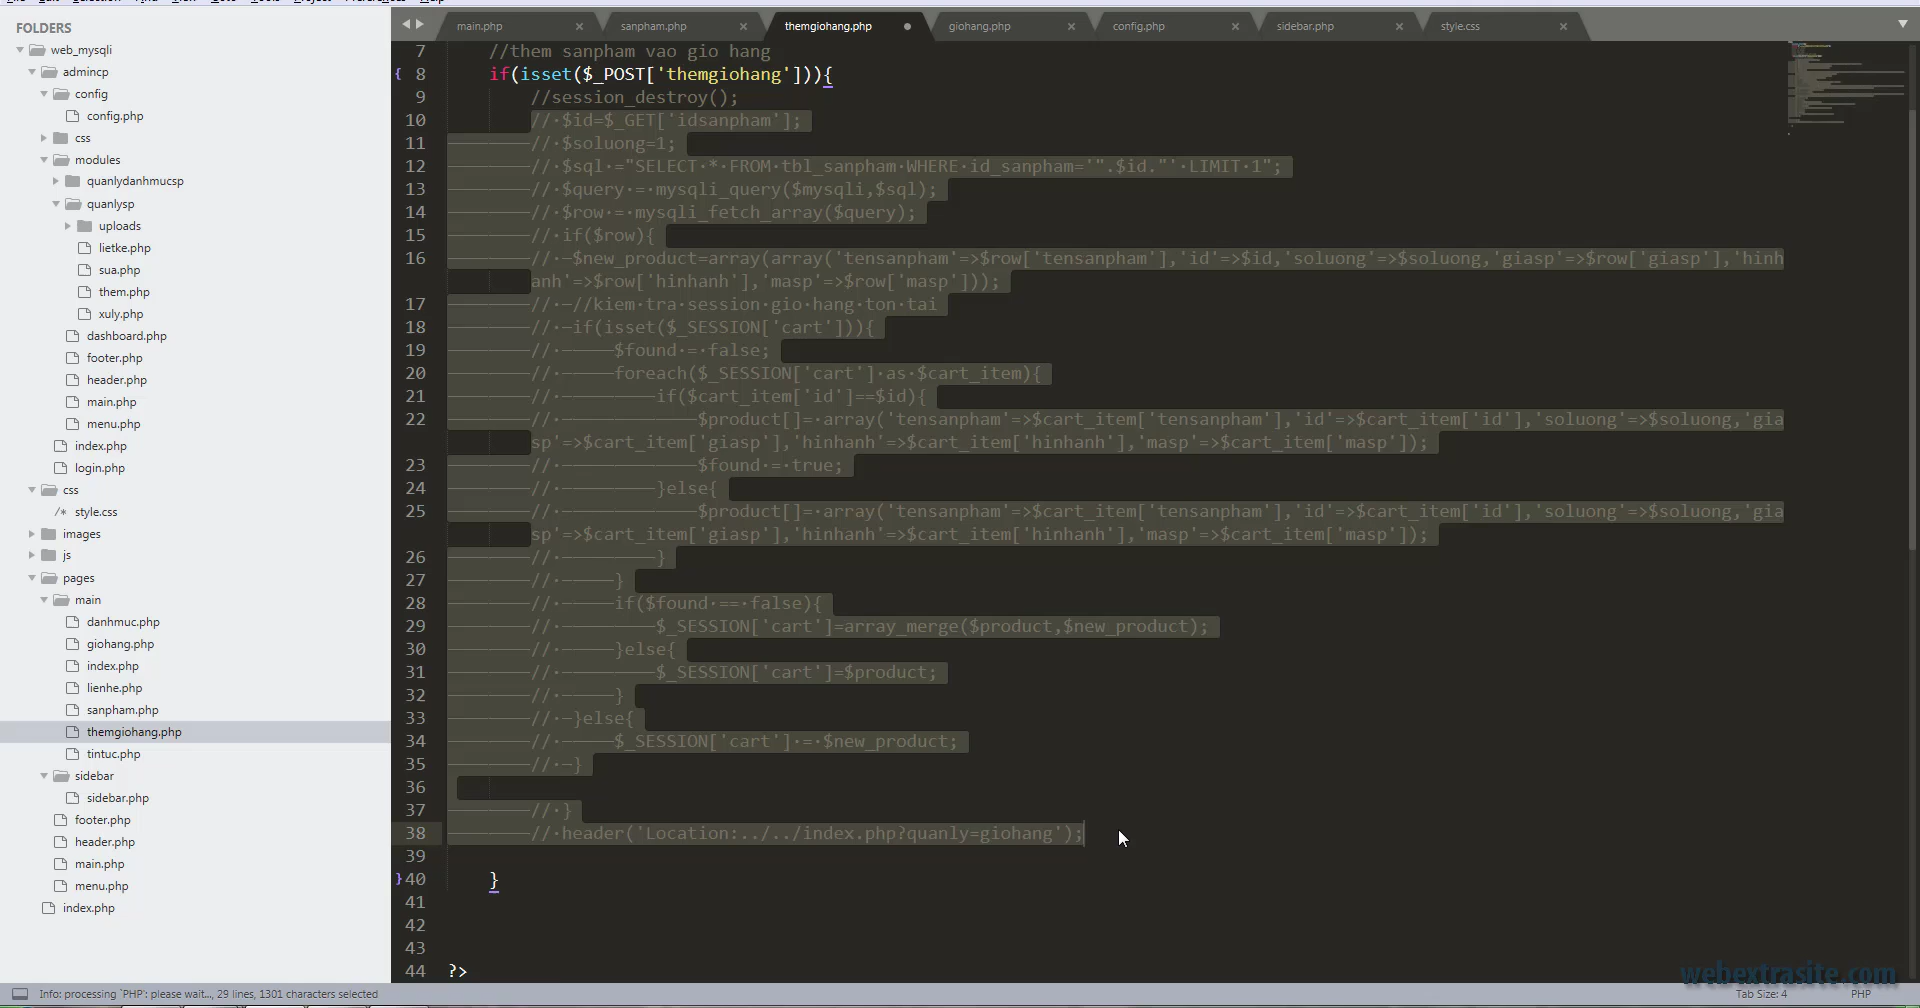 FOLDERS
web_mysqli
admincp
config
config.php
css
modules
quanlydanhmucsp
quanlysp
uploads
lietke.php
sua.php
them.php
xuly.php
dashboard.php
footer.php
header.php
main.php
menu.php
index.php
login.php
css
/* style.css
images
js
pages
main
danhmuc.php
giohang.php
index.php
lienhe.php
sanpham.php
themgiohang.php
tintuc.php
sidebar
sidebar.php
footer.php
header.php
main.php
menu.php
index.php
main.php × sanpham.php × themgiohang.php • giohang.php × config.php × sidebar.php × style.css ×
7 //them sanpham vao gio hang
{ 8 if(isset($_POST['themgiohang'])){
9 //session_destroy();
10 // $id=$_GET['idsanpham'];
11 // $soluong=1;
12 // $sql ="SELECT * FROM tbl_sanpham WHERE id_sanpham='".$id."' LIMIT 1";
13 // $query = mysqli_query($mysqli,$sql);
14 // $row = mysqli_fetch_array($query);
15 // if($row){
16 // $new_product=array(array('tensanpham'=>$row['tensanpham'],'id'=>$id,'soluong'=>$soluong,'giasp'=>$row['giasp'],'hinh
anh'=>$row['hinhanh'],'masp'=>$row['masp']));
17 // //kiem tra session gio hang ton tai
18 // if(isset($_SESSION['cart'])){
19 // $found = false;
20 // foreach($_SESSION['cart'] as $cart_item){
21 // if($cart_item['id']==$id){
22 // $product[]= array('tensanpham'=>$cart_item['tensanpham'],'id'=>$cart_item['id'],'soluong'=>$soluong,'gia
sp'=>$cart_item['giasp'],'hinhanh'=>$cart_item['hinhanh'],'masp'=>$cart_item['masp']);
23 // $found = true;
24 // }else{
25 // $product[]= array('tensanpham'=>$cart_item['tensanpham'],'id'=>$cart_item['id'],'soluong'=>$soluong,'gia
sp'=>$cart_item['giasp'],'hinhanh'=>$cart_item['hinhanh'],'masp'=>$cart_item['masp']);
26 // }
27 // }
28 // if($found == false){
29 // $_SESSION['cart']=array_merge($product,$new_product);
30 // }else{
31 // $_SESSION['cart']=$product;
32 // }
33 // }else{
34 // $_SESSION['cart'] = $new_product;
35 // }
36
37 // }
38 // header('Location:../../index.php?quanly=giohang');
39
}40 }
41
42
43
44 ?>
webextrasite.com
Info: processing `PHP': please wait..., 29 lines, 1301 characters selected
Tab Size: 4 PHP